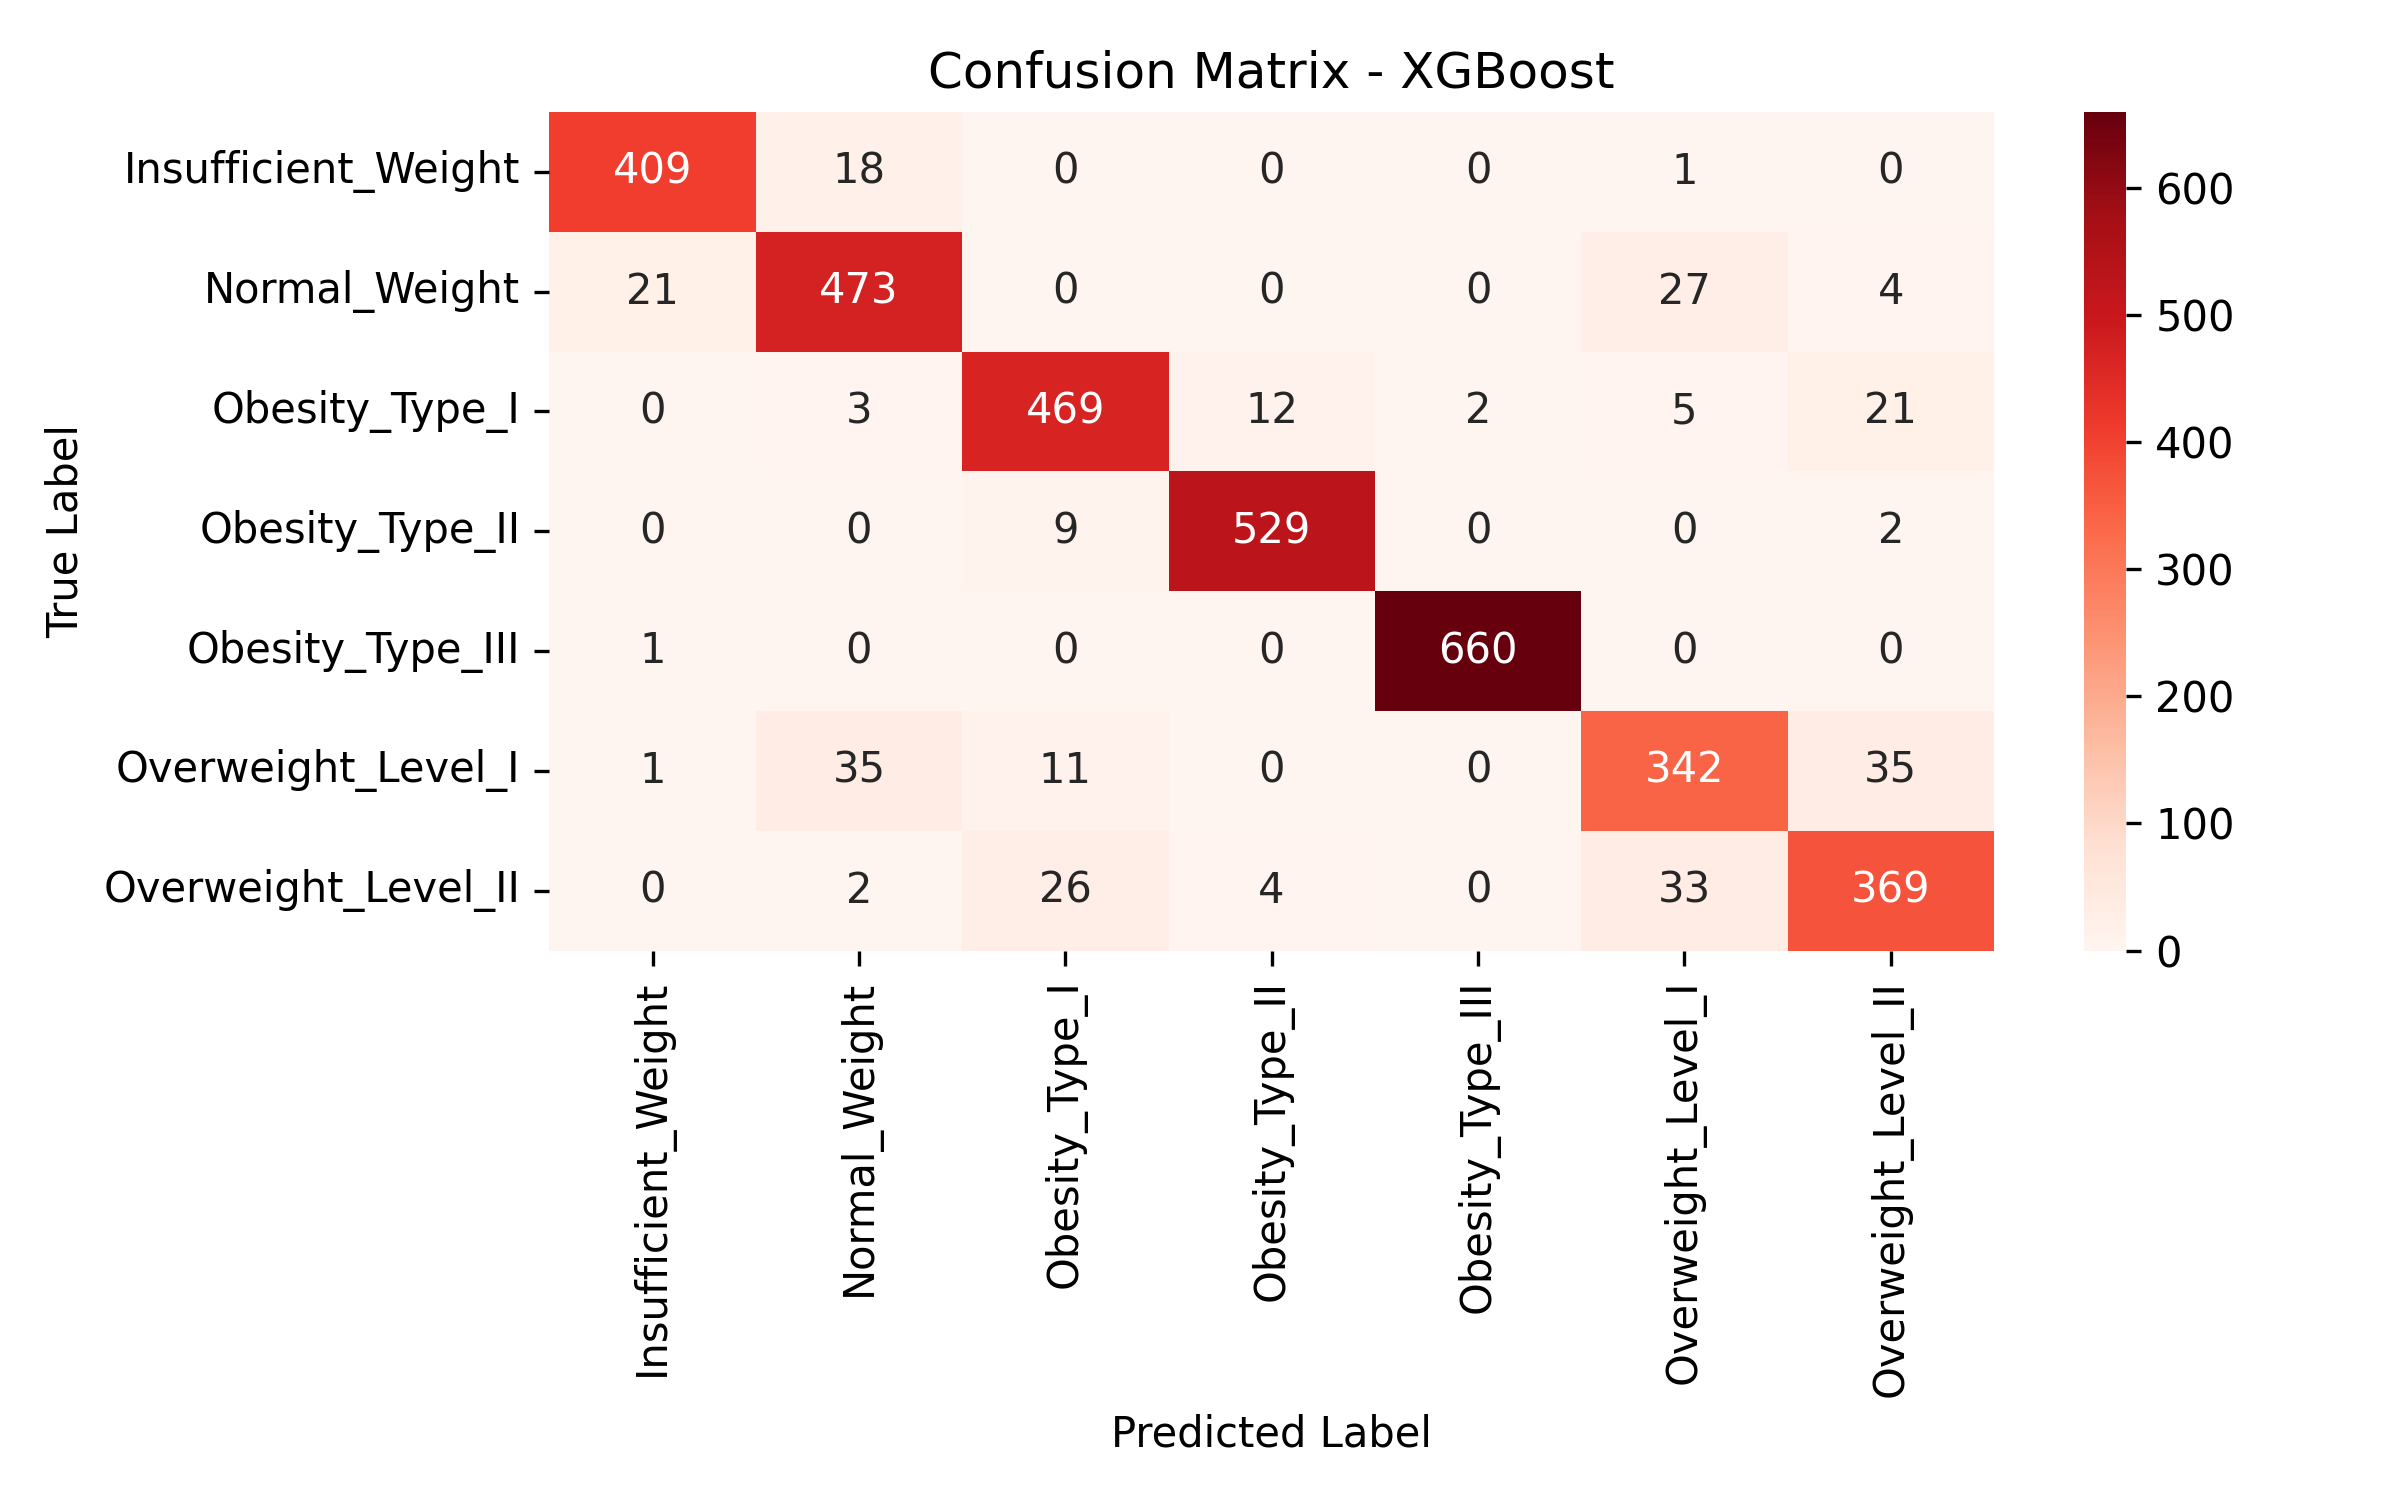 Confusion Matrix - XGBoost
True Label
Insufficient_Weight 409 18 0 0 0 1 0
Normal_Weight 21 473 0 0 0 27 4
Obesity_Type_I 0 3 469 12 2 5 21
Obesity_Type_II 0 0 9 529 0 0 2
Obesity_Type_III 1 0 0 0 660 0 0
Overweight_Level_I 1 35 11 0 0 342 35
Overweight_Level_II 0 2 26 4 0 33 369
Insufficient_Weight
Normal_Weight
Obesity_Type_I
Obesity_Type_II
Obesity_Type_III
Overweight_Level_I
Overweight_Level_II
Predicted Label
600
500
400
300
200
100
0